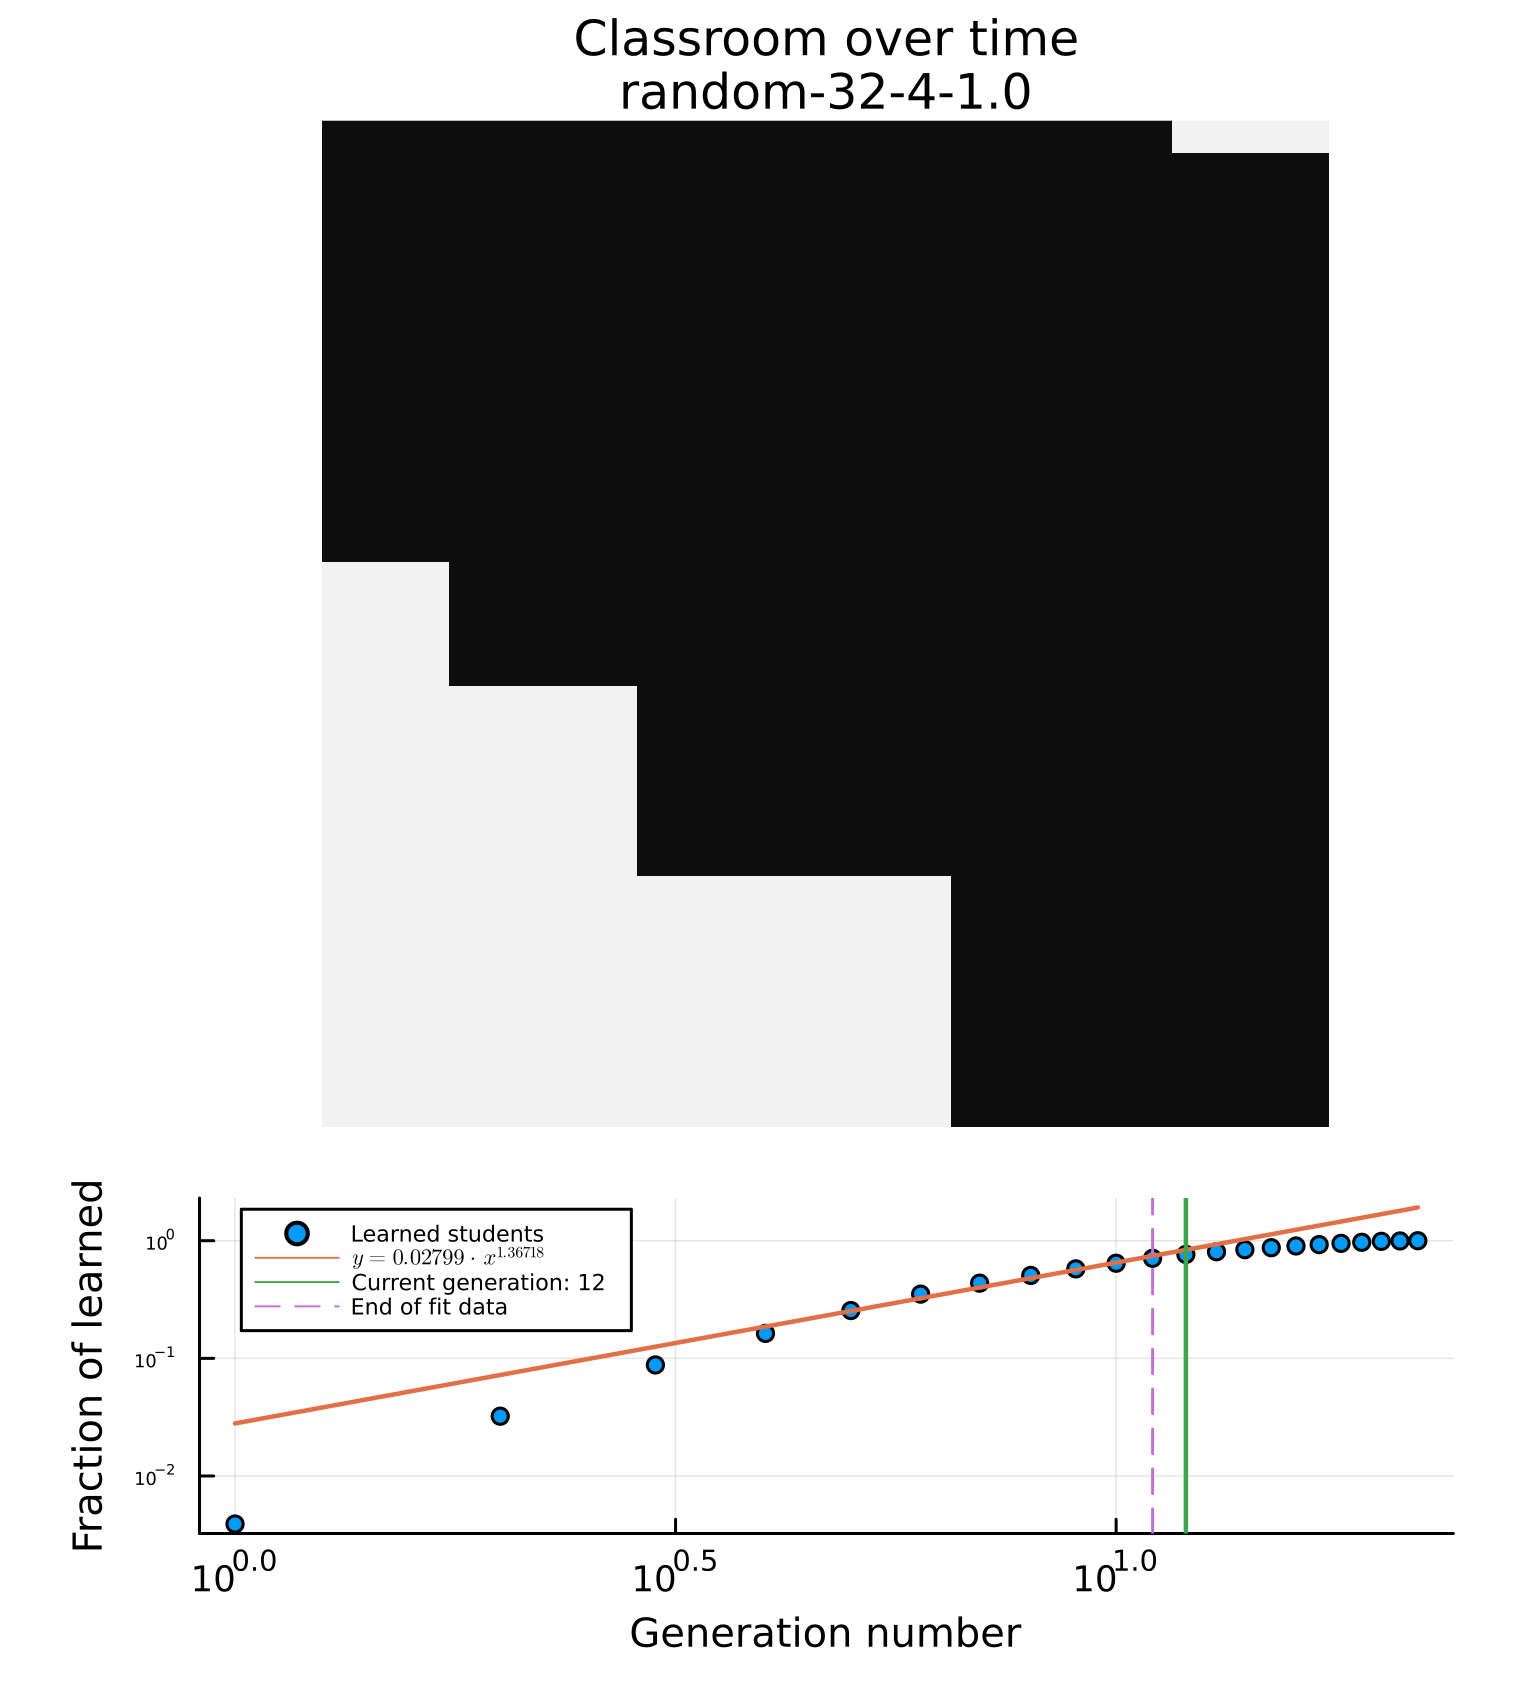 Classroom over time
random-32-4-1.0
Learned students
y = 0.02799 · x^1.36718
Current generation: 12
End of fit data
Fraction of learned
10^0
10^−1
10^−2
10^0.0 10^0.5 10^1.0
Generation number